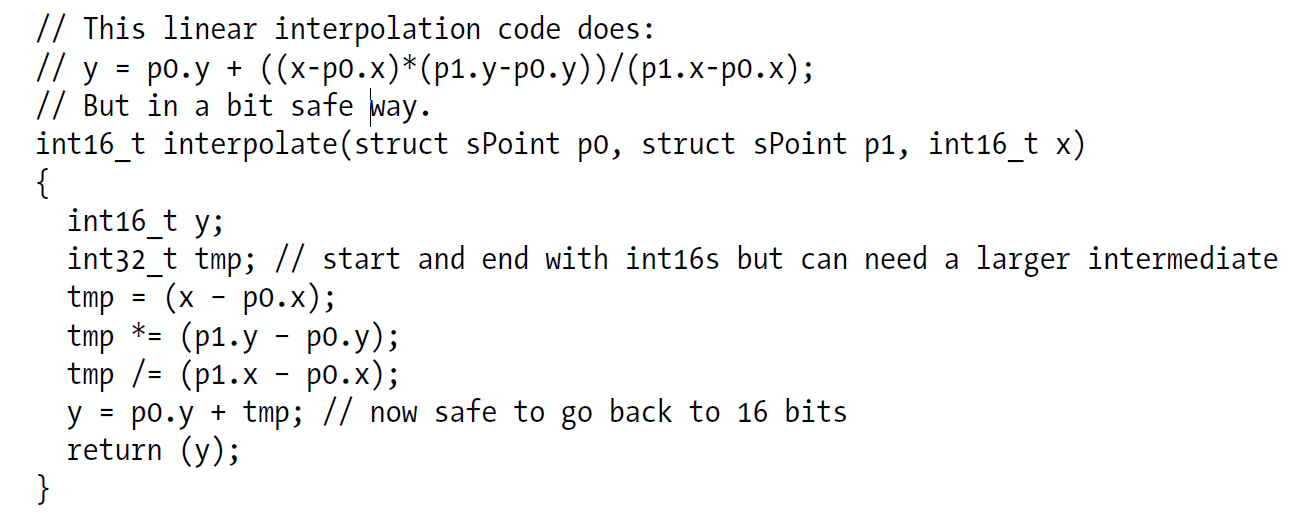 // This linear interpolation code does:
// y = p0.y + ((x-p0.x)*(p1.y-p0.y))/(p1.x-p0.x);
// But in a bit safe way.
int16_t interpolate(struct sPoint p0, struct sPoint p1, int16_t x)
{
  int16_t y;
  int32_t tmp; // start and end with int16s but can need a larger intermediate
  tmp = (x – p0.x);
  tmp *= (p1.y – p0.y);
  tmp /= (p1.x – p0.x);
  y = p0.y + tmp; // now safe to go back to 16 bits
  return (y);
}